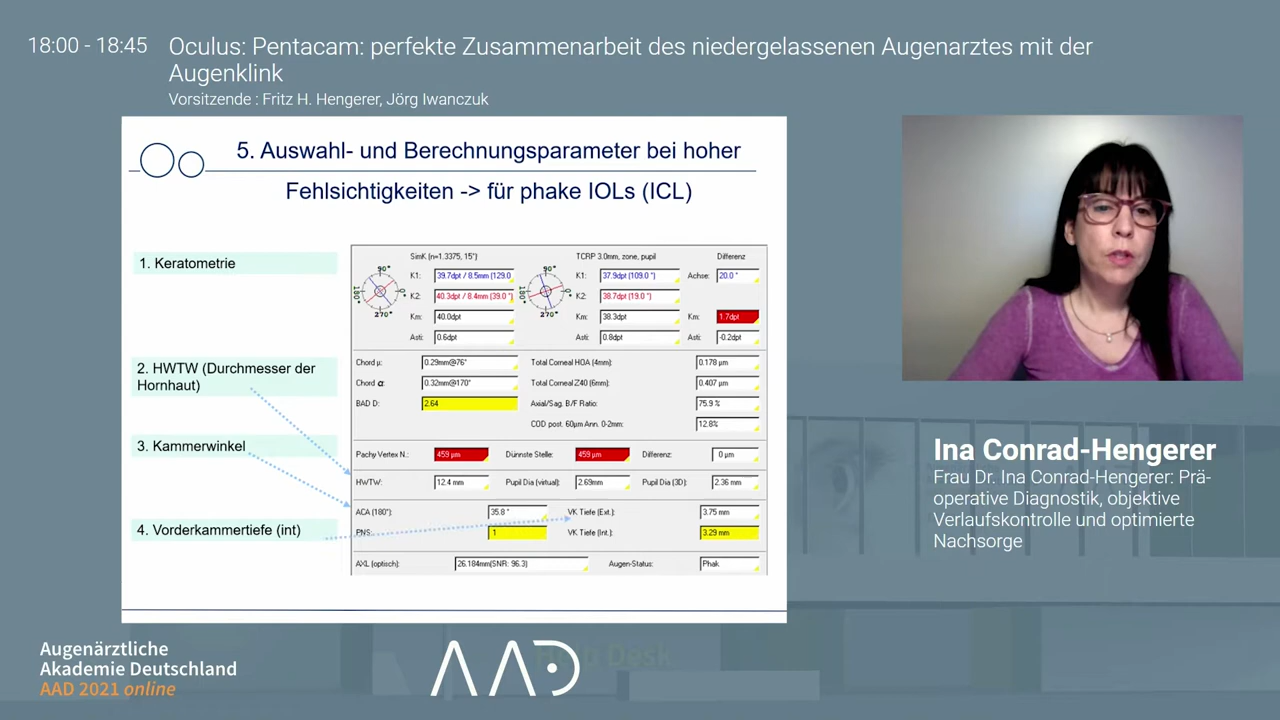 18:00 - 18:45
Oculus: Pentacam: perfekte Zusammenarbeit des niedergelassenen Augenarztes mit der
Augenklink
Vorsitzende : Fritz H. Hengerer, Jörg Iwanczuk
5. Auswahl- und Berechnungsparameter bei hoher
Fehlsichtigkeiten -> für phake IOLs (ICL)
1. Keratometrie
2. HWTW (Durchmesser der
Hornhaut)
3. Kammerwinkel
4. Vorderkammertiefe (int)
SimK (n=1.3375, 15°) TCRP 3.0mm, zone, pupil Differenz
90° 180° 270°
90° 180° 270°
K1: 39.7dpt / 8.5mm (129.0 K1: 37.9dpt (109.0 °) Achse: 20.0 °
K2: 40.3dpt / 8.4mm (39.0 °) K2: 38.7dpt (19.0 °)
Km: 40.0dpt Km: 38.3dpt Km: 1.7dpt
Asti: 0.6dpt Asti: 0.8dpt Asti: -0.2dpt
Chord µ: 0.29mm@76° Total Corneal HOA (4mm): 0.178 µm
Chord α: 0.32mm@170° Total Corneal Z40 (6mm): 0.407 µm
BAD D: 2.64 Axial/Sag. B/F Ratio: 75.9 %
COD post. 60µm Ann. 0-2mm: 12.8%
Pachy Vertex N.: 459 µm Dünnste Stelle: 459 µm Differenz: 0 µm
HWTW: 12.4 mm Pupil Dia (virtual): 2.69mm Pupil Dia (3D): 2.36 mm
ACA (180°): 35.8 ° VK Tiefe (Ext.): 3.75 mm
PNS: 1 VK Tiefe (Int.): 3.29 mm
AXL (optisch): 26.184mm(SNR: 96.3) Augen-Status: Phak
Ina Conrad-Hengerer
Frau Dr. Ina Conrad-Hengerer: Prä-
operative Diagnostik, objektive
Verlaufskontrolle und optimierte
Nachsorge
Augenärztliche
Akademie Deutschland
AAD 2021 online
AAD
Desk